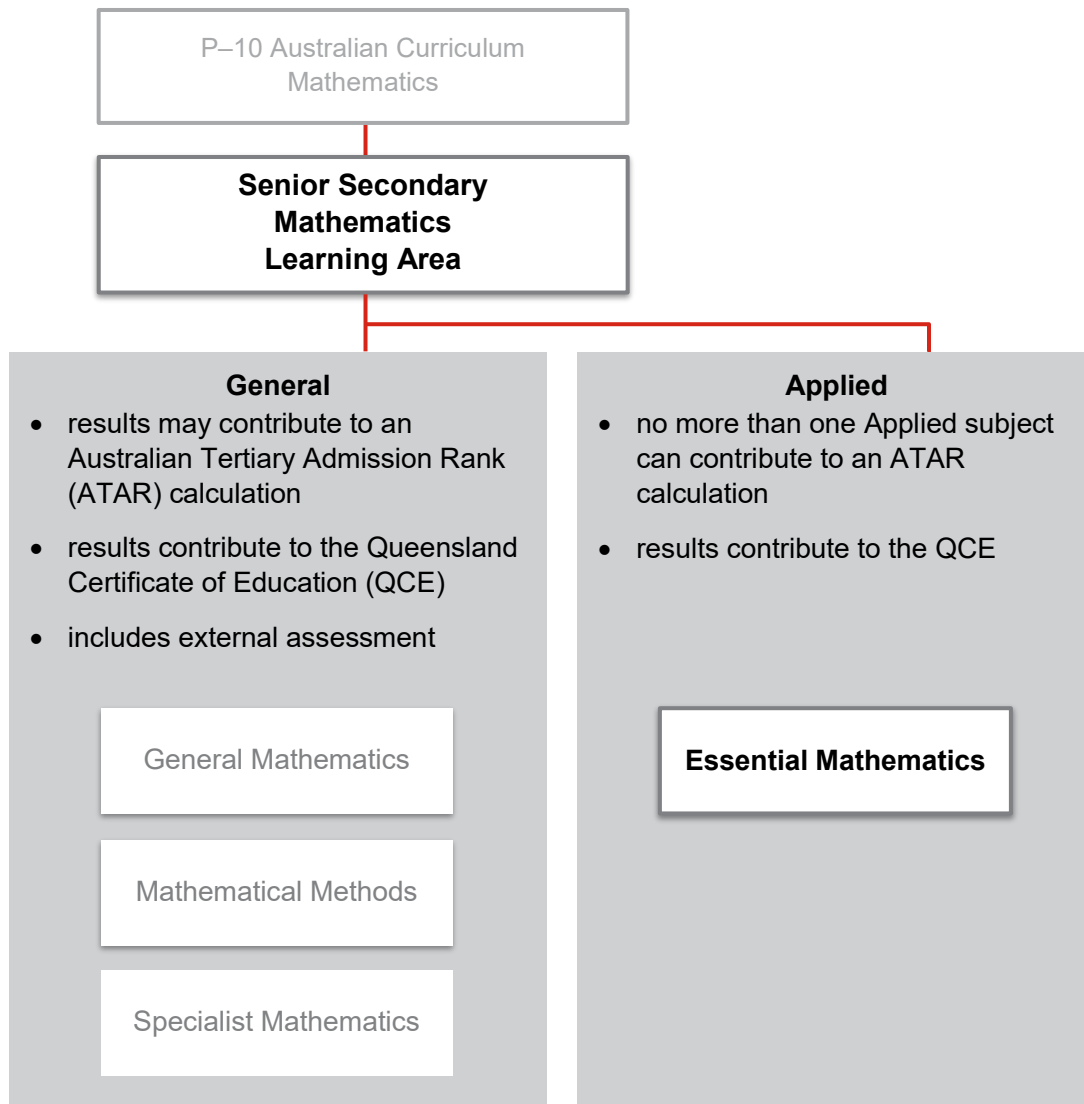 P–10 Australian Curriculum
Mathematics
Senior Secondary
Mathematics
Learning Area
General
• results may contribute to an
Australian Tertiary Admission Rank
(ATAR) calculation
• results contribute to the Queensland
Certificate of Education (QCE)
• includes external assessment
General Mathematics
Mathematical Methods
Specialist Mathematics
Applied
• no more than one Applied subject
can contribute to an ATAR
calculation
• results contribute to the QCE
Essential Mathematics